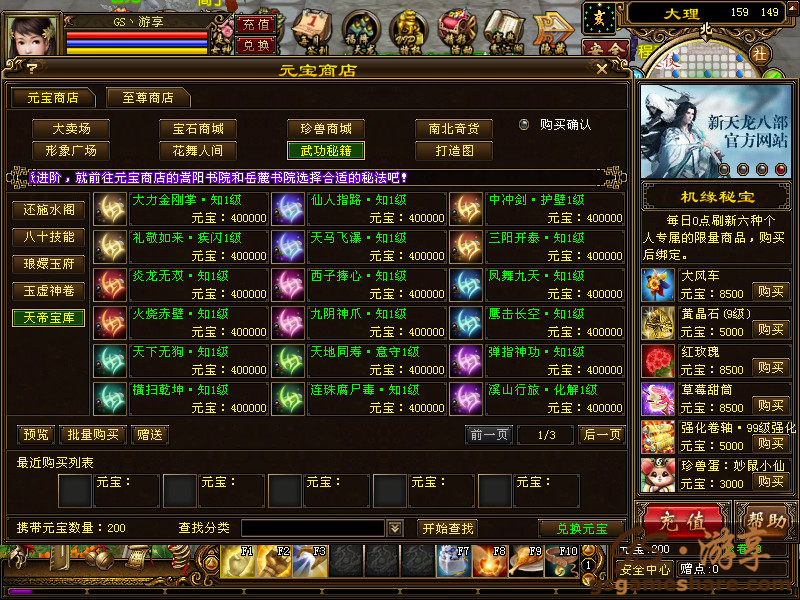 GS丶游享
充值
兑换
亥
安全
大理 159 149
北
社
?
元宝商店
×
元宝商店 至尊商店
大卖场 宝石商城 珍兽商城 南北奇货 购买确认
形象广场 花舞人间 武功秘籍 打造图
进阶，就前往元宝商店的嵩阳书院和岳麓书院选择合适的秘法吧！
还施水阁
八十技能
琅嬛玉府
玉虚神卷
天帝宝库
大力金刚掌·知1级
元宝：400000
仙人指路·知1级
元宝：400000
中冲剑·护壁1级
元宝：400000
礼敬如来·疾闪1级
元宝：400000
天马飞瀑·知1级
元宝：400000
三阳开泰·知1级
元宝：400000
炎龙无双·知1级
元宝：400000
西子捧心·知1级
元宝：400000
凤舞九天·知1级
元宝：400000
火烧赤壁·知1级
元宝：400000
九阴神爪·知1级
元宝：400000
鹰击长空·知1级
元宝：400000
天下无狗·知1级
元宝：400000
天地同寿·意守1级
元宝：400000
弹指神功·知1级
元宝：400000
横扫乾坤·知1级
元宝：400000
连珠腐尸毒·知1级
元宝：400000
溪山行旅·化解1级
元宝：400000
预览 批量购买 赠送 前一页 1/3 后一页
最近购买列表
元宝： 元宝： 元宝： 元宝： 元宝：
携带元宝数量：200 查找分类 开始查找 兑换元宝
新天龙八部
官方网站
机缘秘宝
每日0点刷新六种个
人专属的限量商品，购买
后绑定。
大风车
元宝：8500 购买
黄晶石(9级)
元宝：5000 购买
红玫瑰
元宝：8500 购买
草莓甜筒
元宝：8500 购买
强化卷轴·99级强化
元宝：5000 购买
珍兽蛋：妙鼠小仙
元宝：3000 购买
充值 帮助
元宝:200
安全中心 赠点:0
F1 F2 F3 F7 F8 F9 F10
1
GS·游享
gsgameshare.com